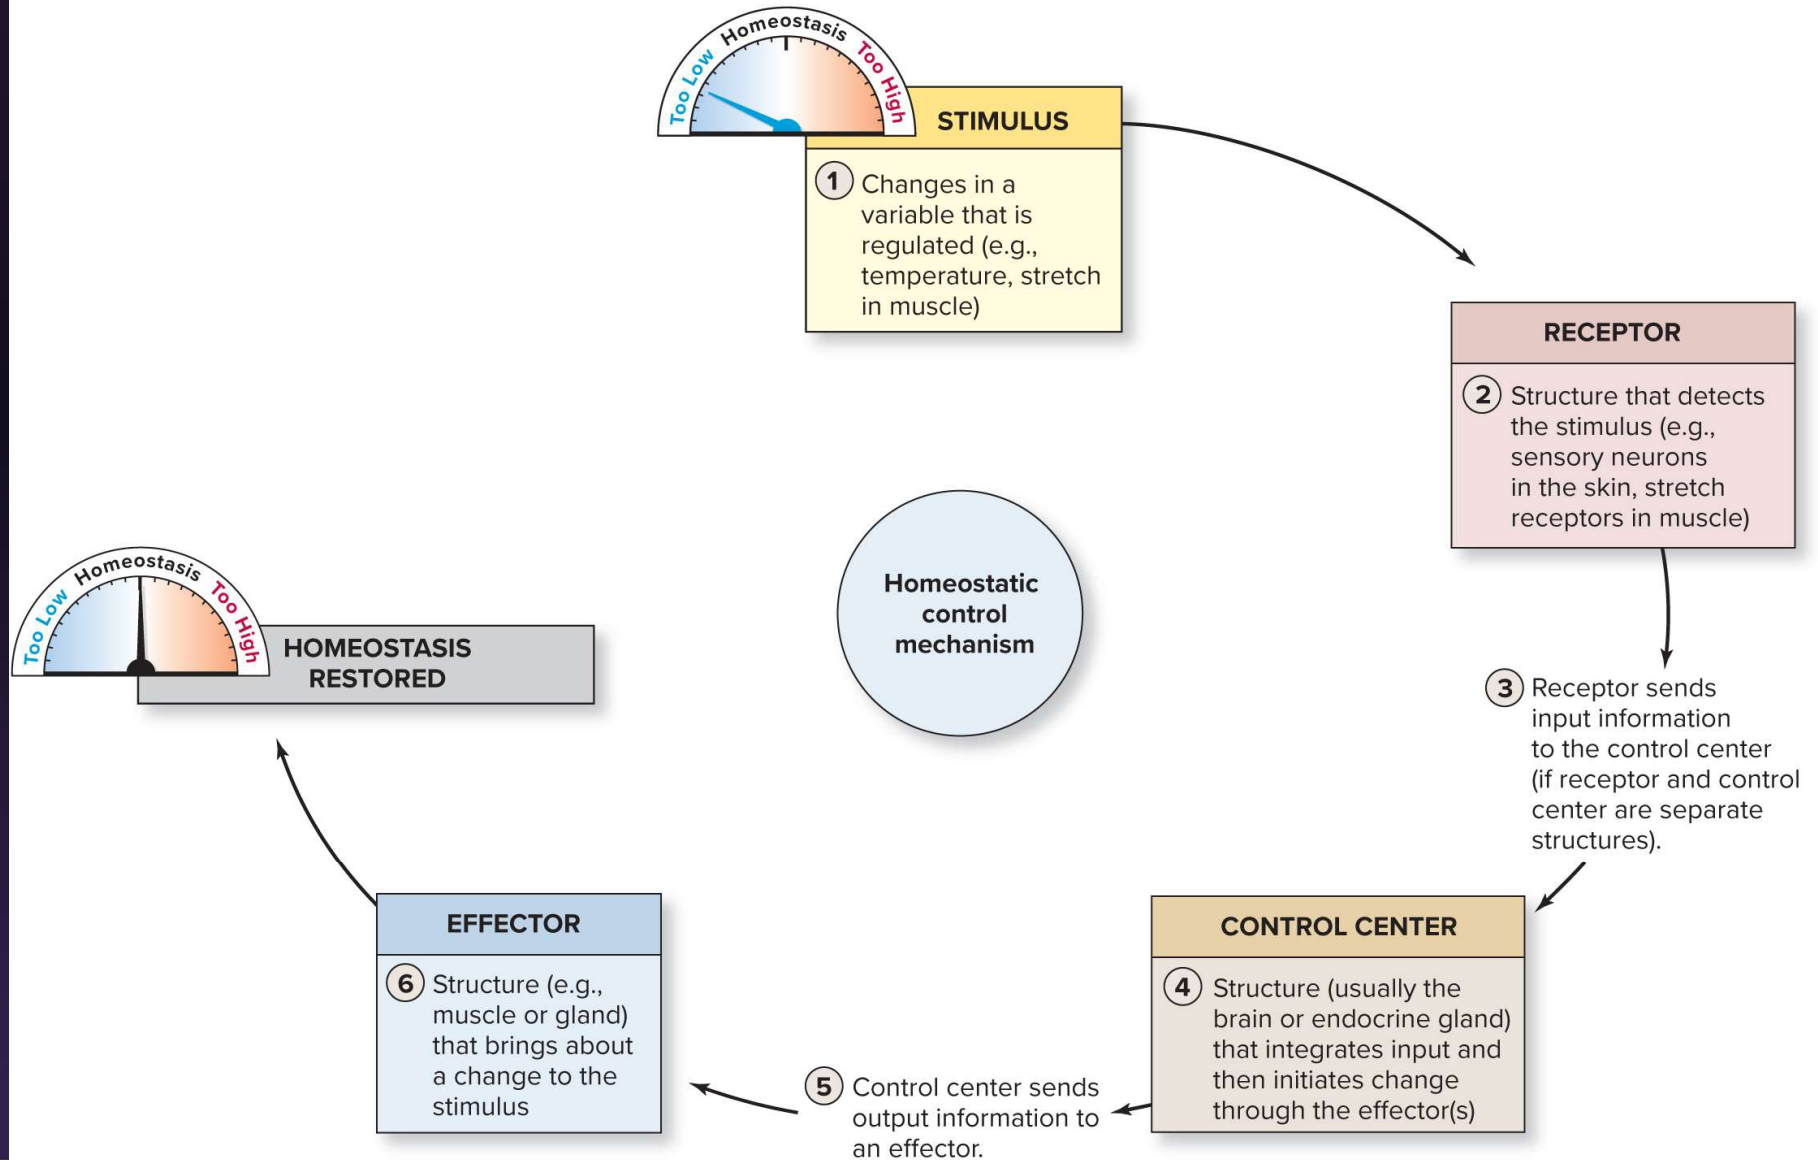 Too Low Homeostasis Too High
STIMULUS
1 Changes in a
variable that is
regulated (e.g.,
temperature, stretch
in muscle)
RECEPTOR
2 Structure that detects
the stimulus (e.g.,
sensory neurons
in the skin, stretch
receptors in muscle)
3 Receptor sends
input information
to the control center
(if receptor and control
center are separate
structures).
CONTROL CENTER
4 Structure (usually the
brain or endocrine gland)
that integrates input and
then initiates change
through the effector(s)
5 Control center sends
output information to
an effector.
EFFECTOR
6 Structure (e.g.,
muscle or gland)
that brings about
a change to the
stimulus
Too Low Homeostasis Too High
HOMEOSTASIS
RESTORED
Homeostatic
control
mechanism